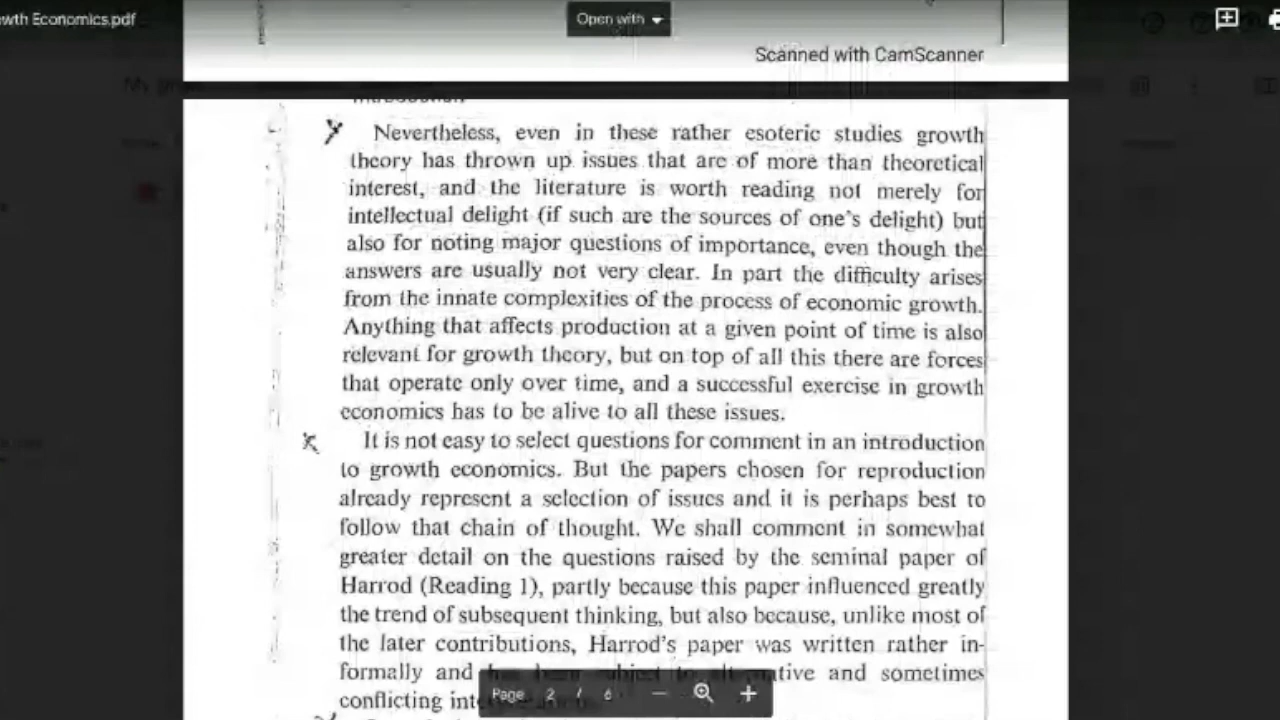 wth Economics.pdf
Open with
Scanned with CamScanner
Nevertheless, even in these rather esoteric studies growth
theory has thrown up issues that are of more than theoretical
interest, and the literature is worth reading not merely for
intellectual delight (if such are the sources of one's delight) but
also for noting major questions of importance, even though the
answers are usually not very clear. In part the difficulty arises
from the innate complexities of the process of economic growth.
Anything that affects production at a given point of time is also
relevant for growth theory, but on top of all this there are forces
that operate only over time, and a successful exercise in growth
economics has to be alive to all these issues.
It is not easy to select questions for comment in an introduction
to growth economics. But the papers chosen for reproduction
already represent a selection of issues and it is perhaps best to
follow that chain of thought. We shall comment in somewhat
greater detail on the questions raised by the seminal paper of
Harrod (Reading 1), partly because this paper influenced greatly
the trend of subsequent thinking, but also because, unlike most of
the later contributions, Harrod's paper was written rather in-
formally and has been subject to alternative and sometimes
conflicting
Page 2 / 6